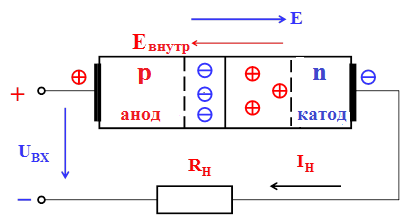 E
Eвнутр
+ p n
анод катод
Uвх
Rн Iн
−